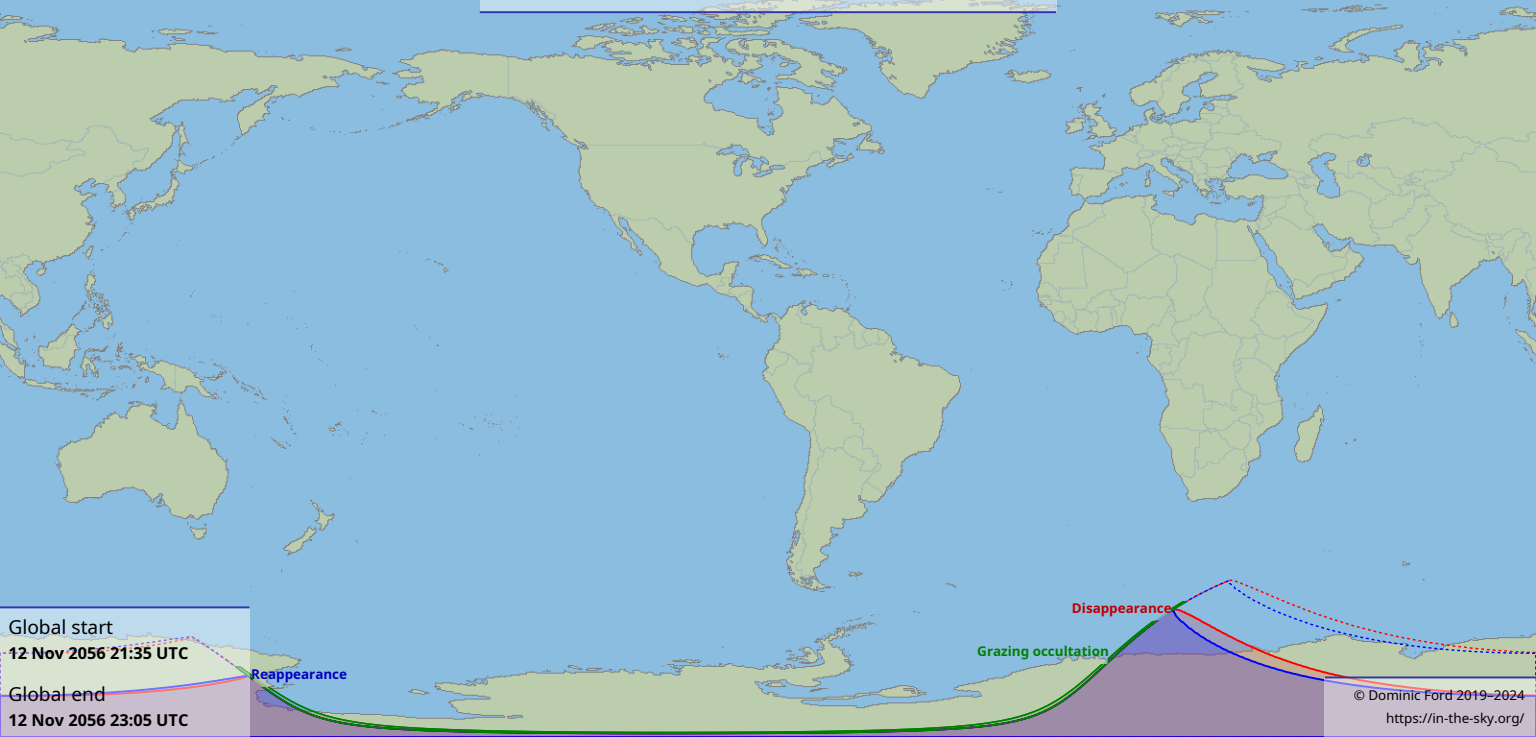 Disappearance
Global start
12 Nov 2056 21:35 UTC
Grazing occultation
Reappearance
Global end
12 Nov 2056 23:05 UTC
© Dominic Ford 2019–2024
https://in-the-sky.org/